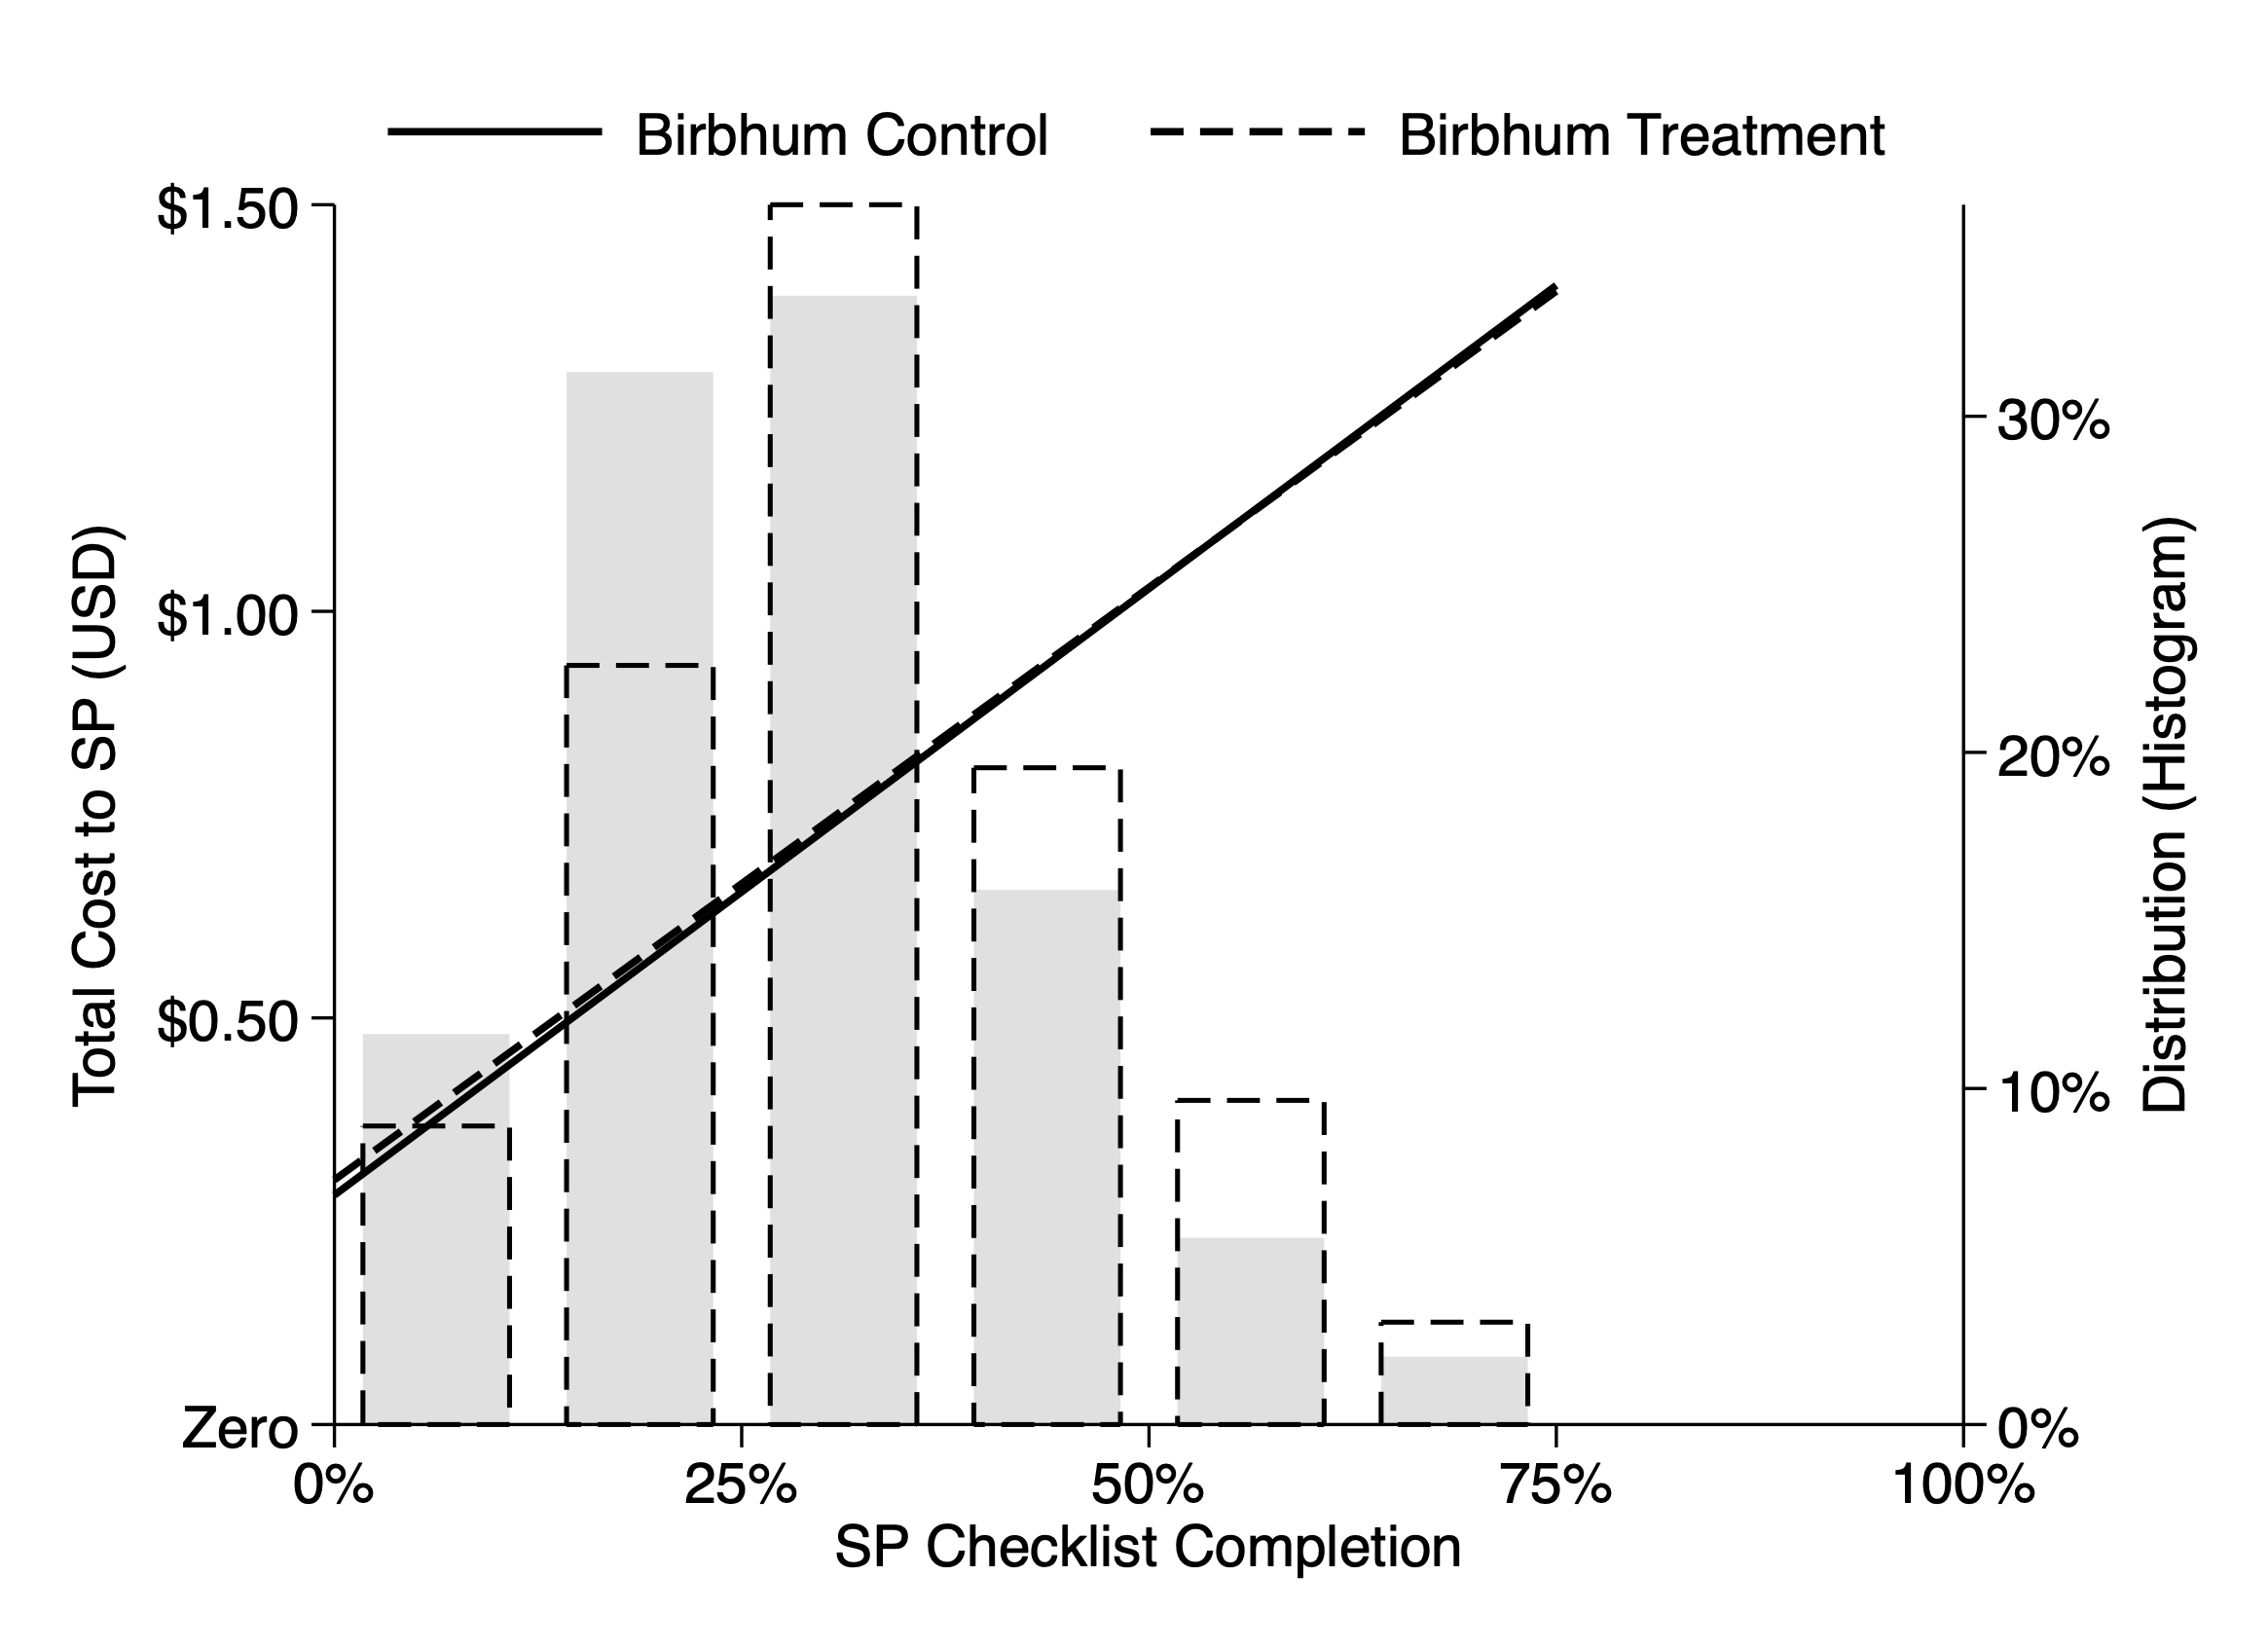 Birbhum Control
Birbhum Treatment
Total Cost to SP (USD)
$1.50
$1.00
$0.50
Zero
30%
20%
10%
0%
Distribution (Histogram)
0%
25%
50%
75%
100%
SP Checklist Completion